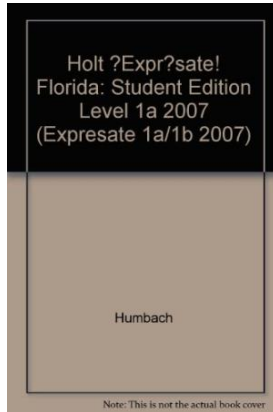 Holt ?Expr?sate!
Florida: Student Edition
Level 1a 2007
(Expresate 1a/1b 2007)
Humbach
Note: This is not the actual book cover